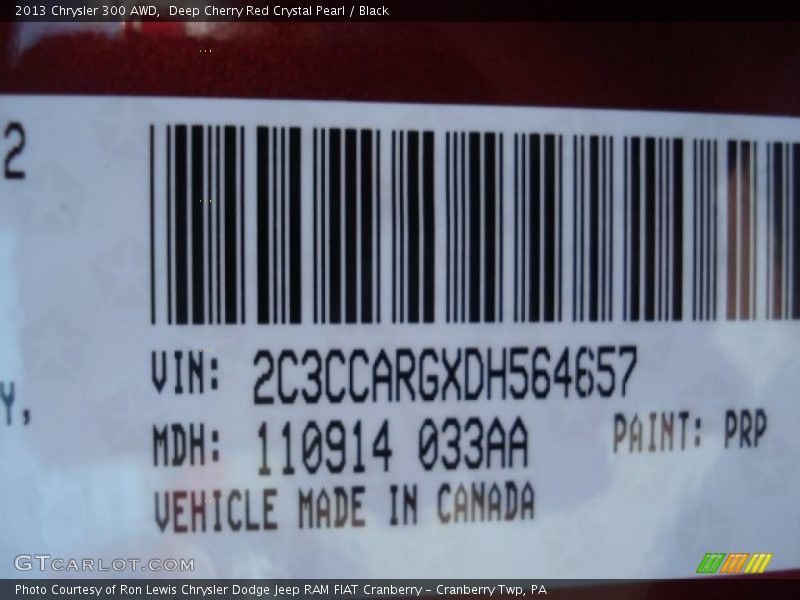 2013 Chrysler 300 AWD,  Deep Cherry Red Crystal Pearl / Black
2
VIN: 2C3CCARGXDH564657
Y,
MDH: 110914 033AA PAINT: PRP
VEHICLE MADE IN CANADA
GTCARLOT.COM
Photo Courtesy of Ron Lewis Chrysler Dodge Jeep RAM FIAT Cranberry – Cranberry Twp, PA